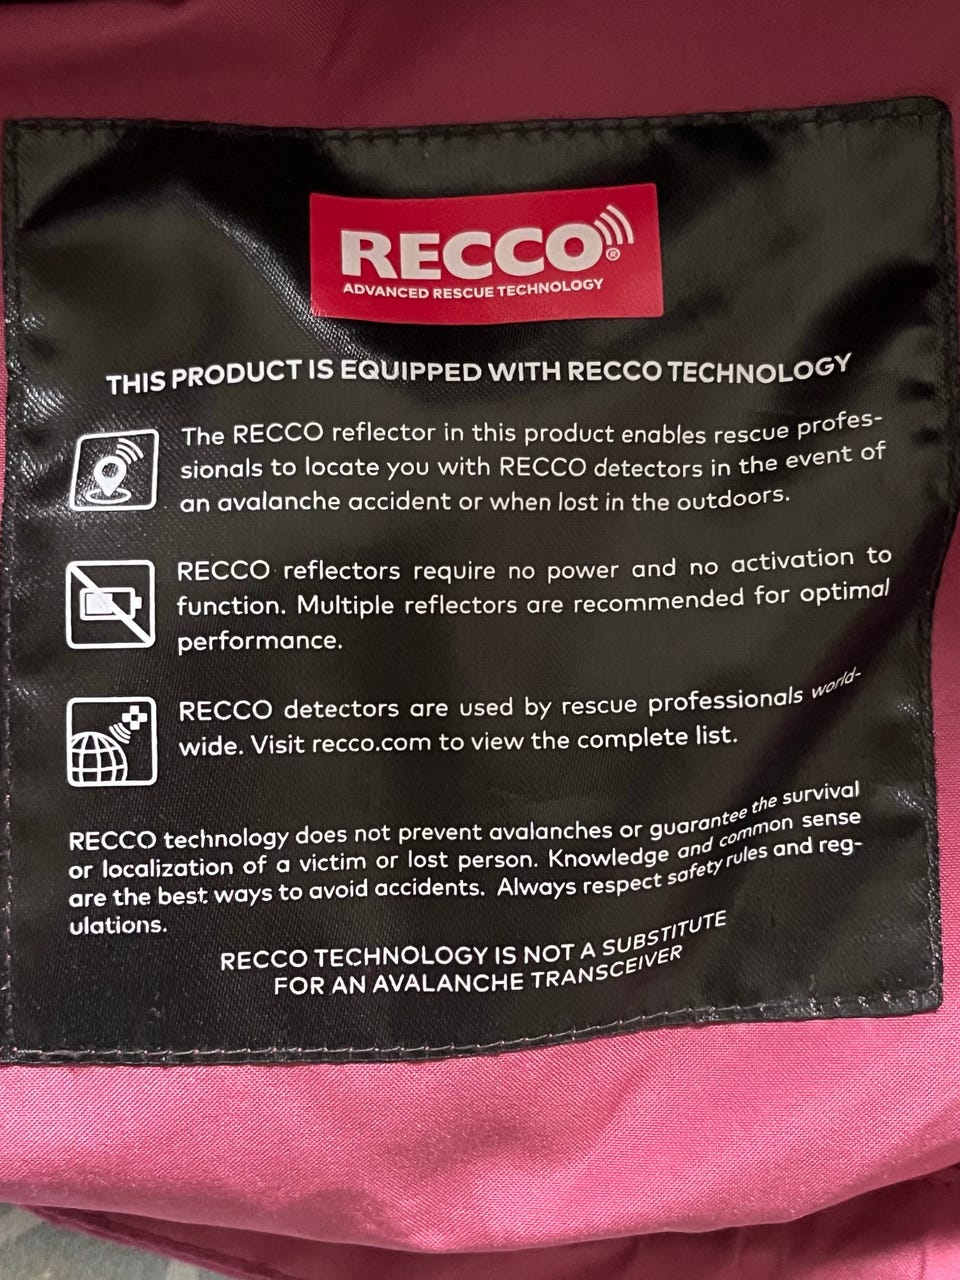 RECCO®
ADVANCED RESCUE TECHNOLOGY
THIS PRODUCT IS EQUIPPED WITH RECCO TECHNOLOGY
The RECCO reflector in this product enables rescue profes-
sionals to locate you with RECCO detectors in the event of
an avalanche accident or when lost in the outdoors.
RECCO reflectors require no power and no activation to
function. Multiple reflectors are recommended for optimal
performance.
RECCO detectors are used by rescue professionals world-
wide. Visit recco.com to view the complete list.
RECCO technology does not prevent avalanches or guarantee the survival
or localization of a victim or lost person. Knowledge and common sense
are the best ways to avoid accidents. Always respect safety rules and reg-
ulations.
RECCO TECHNOLOGY IS NOT A SUBSTITUTE
FOR AN AVALANCHE TRANSCEIVER